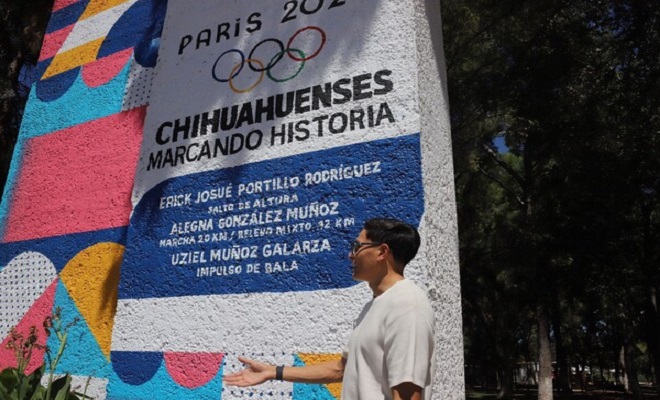 PARIS 202
CHIHUAHUENSES
MARCANDO HISTORIA
ERICK JOSUÉ PORTILLO RODRÍGUEZ
SALTO DE ALTURA
ALEGNA GONZÁLEZ MUÑOZ
MARCHA 20 KM / RELEVO MIXTO 42 KM
UZIEL MUÑOZ GALARZA
IMPULSO DE BALA